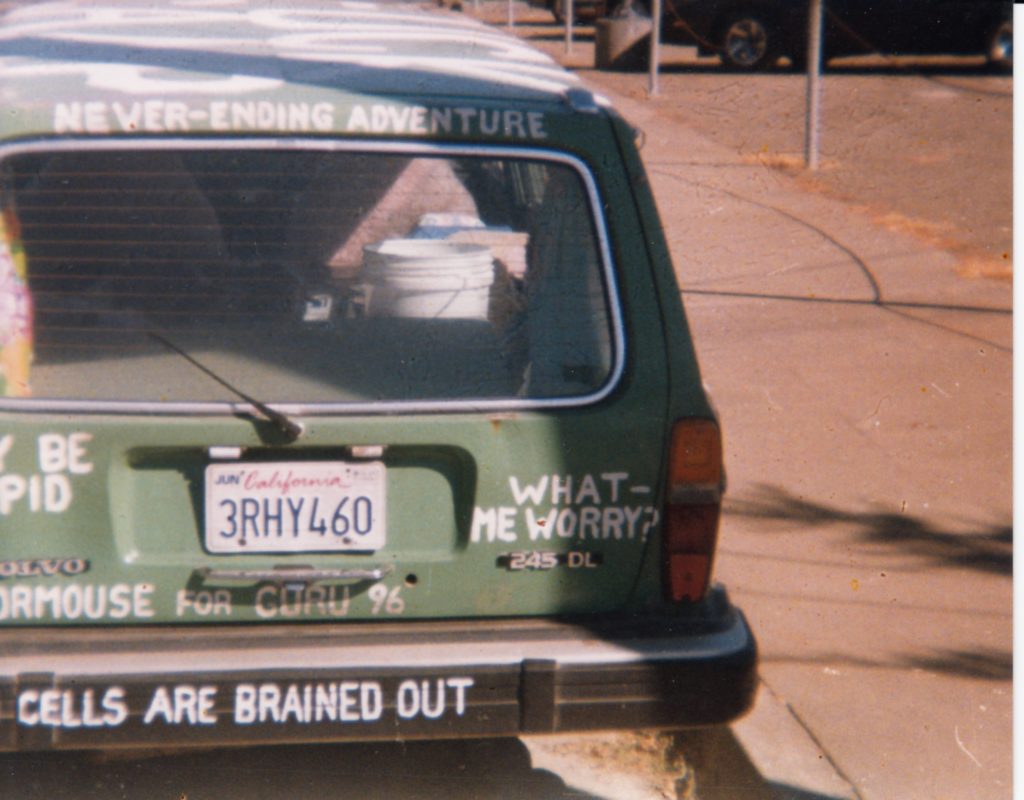 NEVER-ENDING ADVENTURE
Y BE
PID
JUN California
3RHY460
WHAT-
ME WORRY?
OLVO
245 DL
ORMOUSE FOR GURU 96
CELLS ARE BRAINED OUT